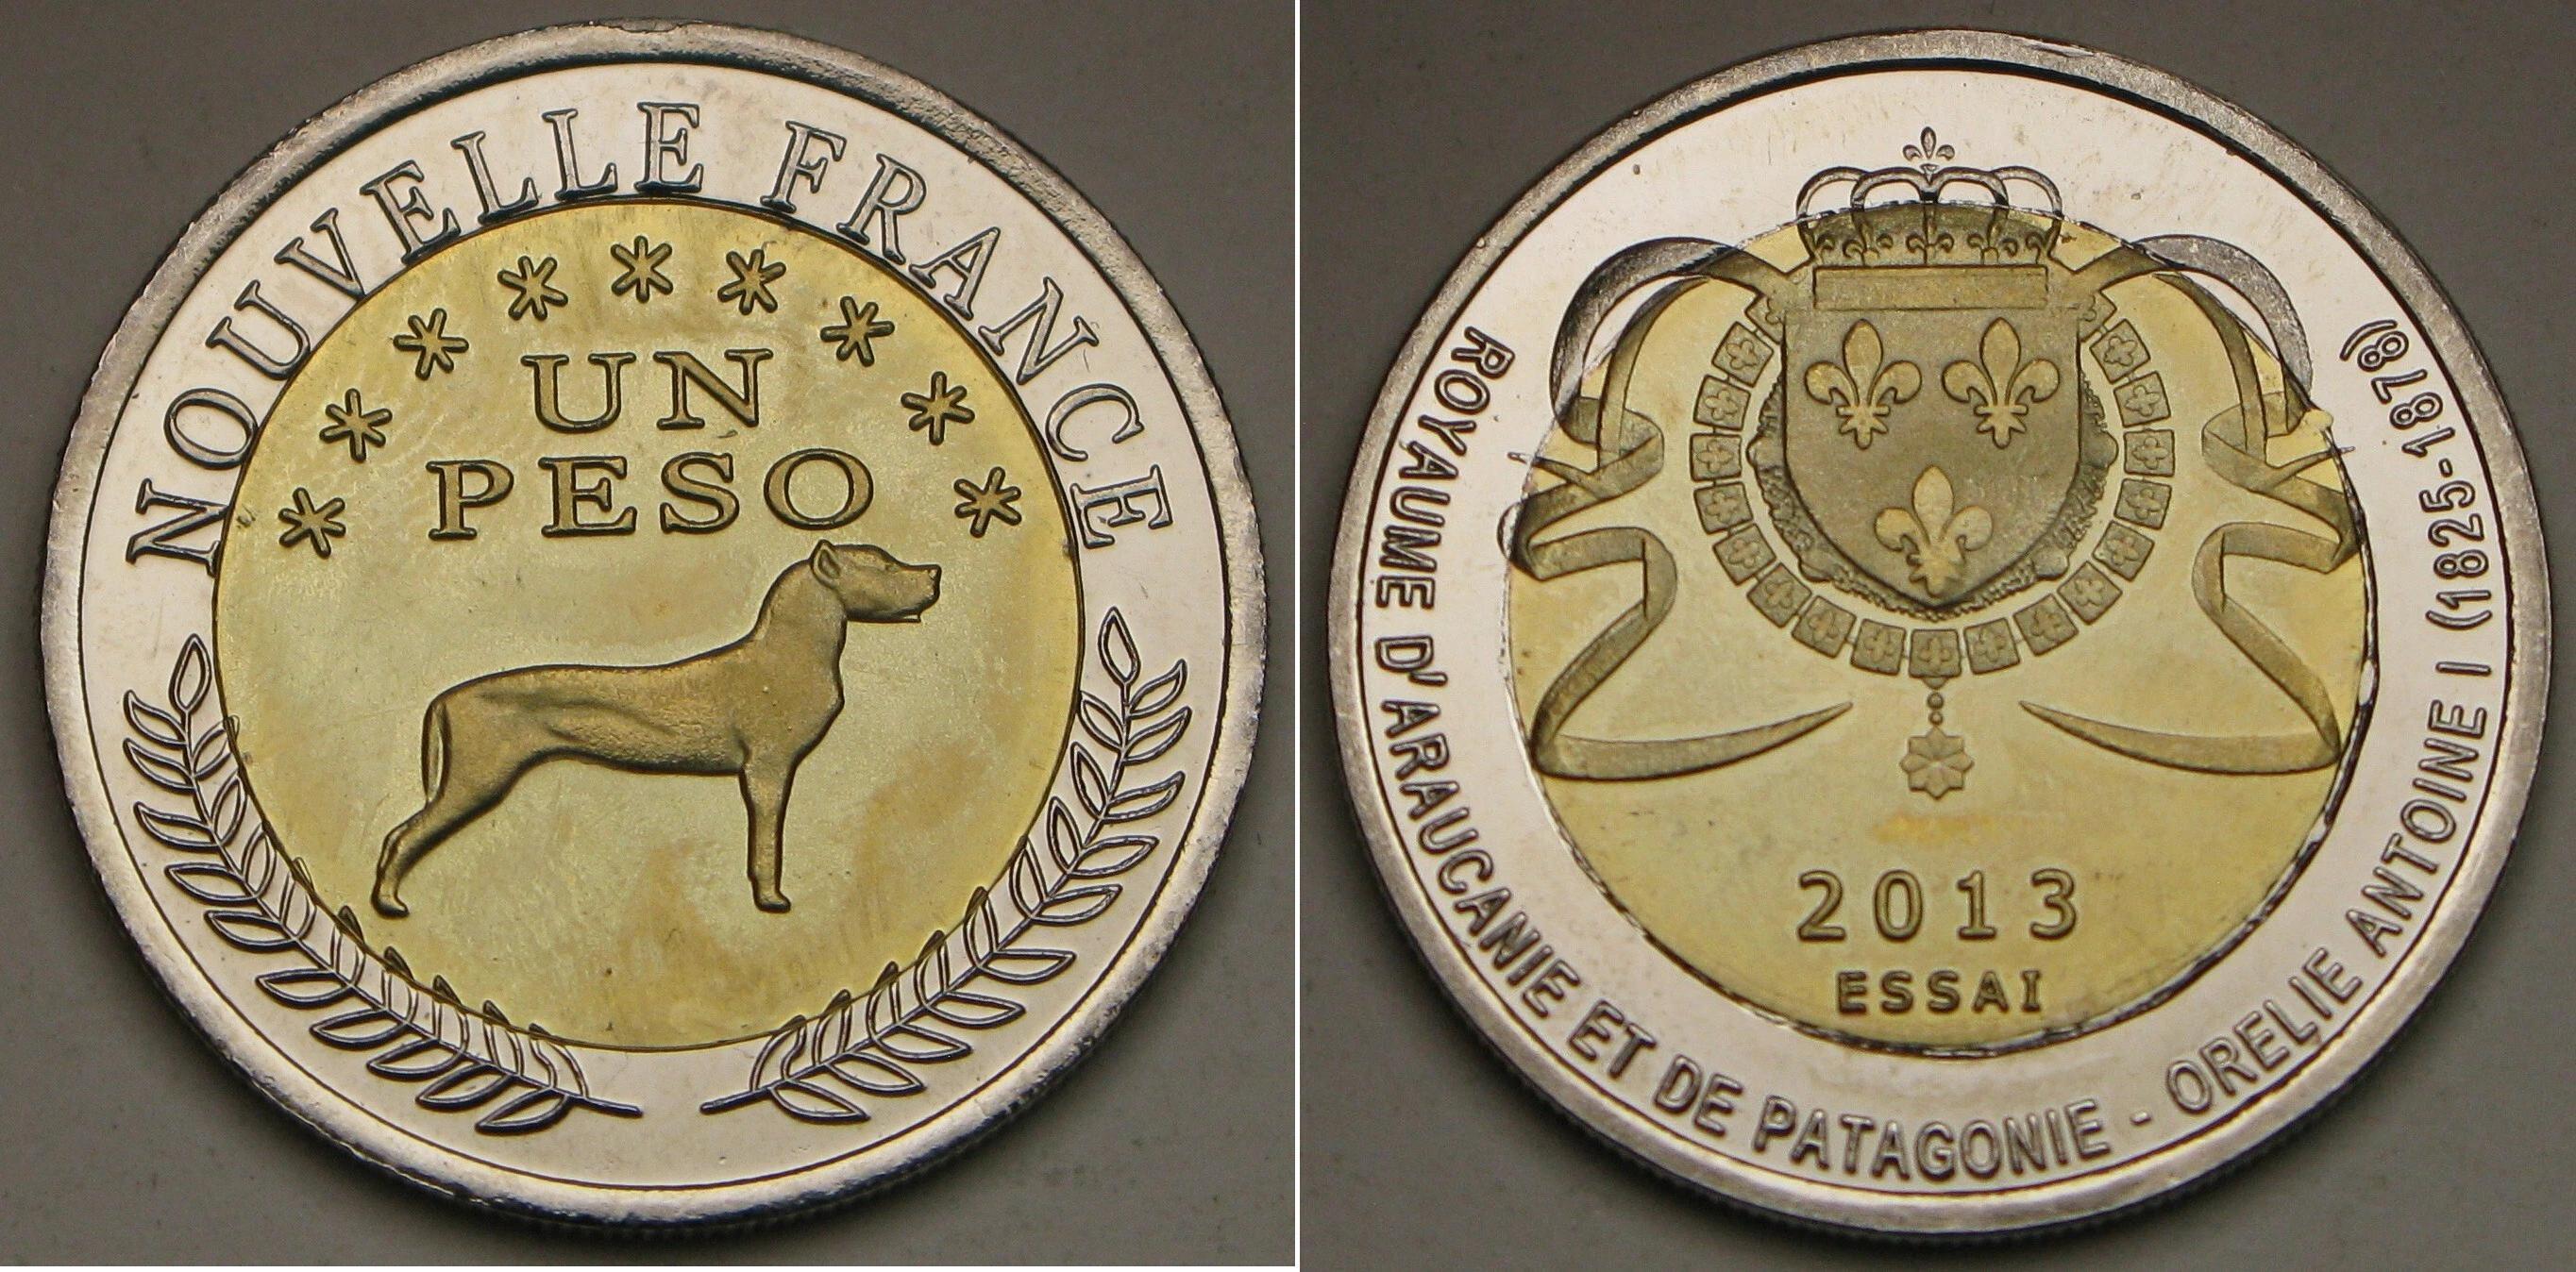 NOUVELLE FRANCE
UN
PESO
ROYAUME D'ARAUCANIE ET DE PATAGONIE - ORELIE ANTOINE I (1825-1878)
2013
ESSAI